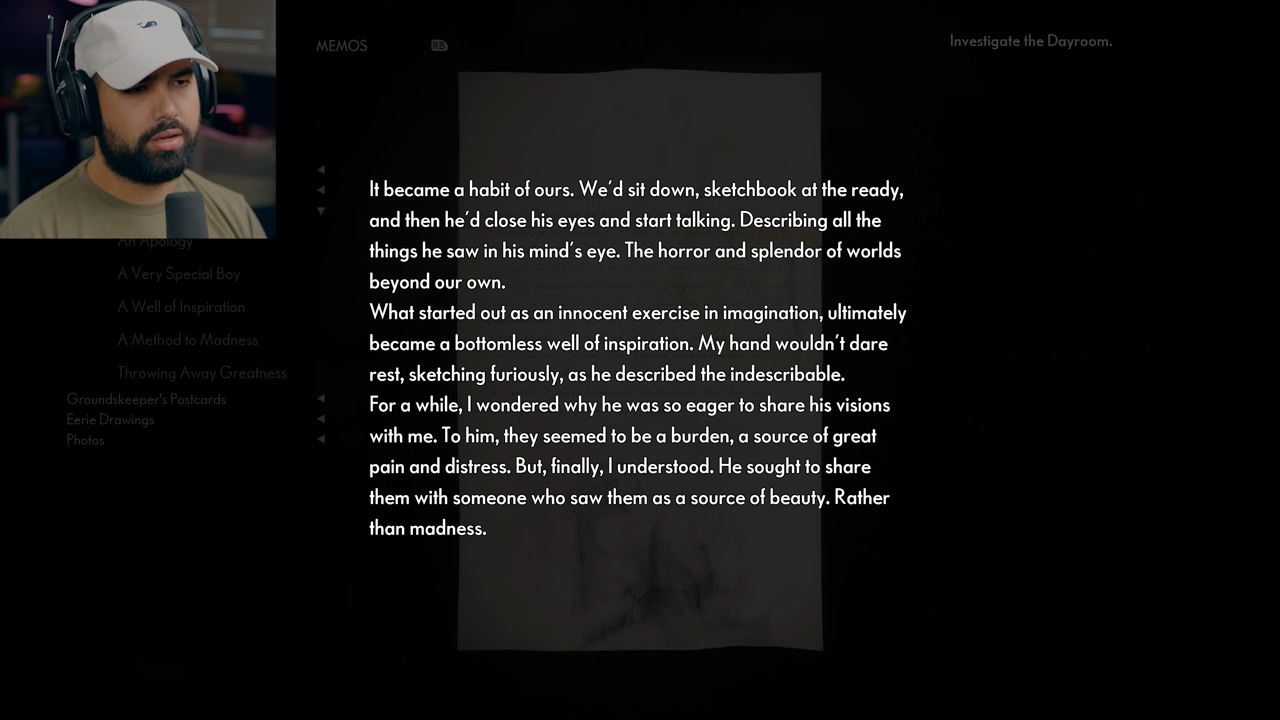 MEMOS
RB
Investigate the Dayroom.
It became a habit of ours. We'd sit down, sketchbook at the ready,
and then he'd close his eyes and start talking. Describing all the
things he saw in his mind's eye. The horror and splendor of worlds
beyond our own.
What started out as an innocent exercise in imagination, ultimately
became a bottomless well of inspiration. My hand wouldn't dare
rest, sketching furiously, as he described the indescribable.
For a while, I wondered why he was so eager to share his visions
with me. To him, they seemed to be a burden, a source of great
pain and distress. But, finally, I understood. He sought to share
them with someone who saw them as a source of beauty. Rather
than madness.
An Apology
A Very Special Boy
A Well of Inspiration
A Method to Madness
Throwing Away Greatness
Groundskeeper's Postcards
Eerie Drawings
Photos